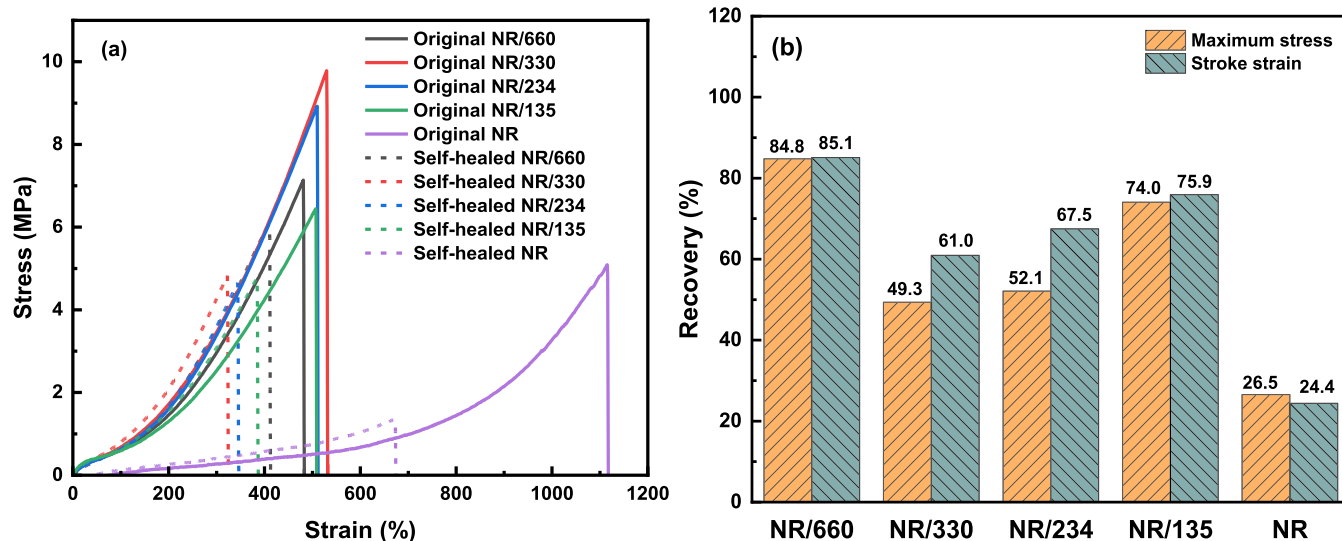 (a)
Original NR/660
Original NR/330
Original NR/234
Original NR/135
Original NR
Self-healed NR/660
Self-healed NR/330
Self-healed NR/234
Self-healed NR/135
Self-healed NR
Stress (MPa)
10
8
6
4
2
0
0 200 400 600 800 1000 1200
Strain (%)
(b)
Maximum stress
Stroke strain
Recovery (%)
120
100
80
60
40
20
0
84.8 85.1
49.3 61.0
52.1 67.5
74.0 75.9
26.5 24.4
NR/660 NR/330 NR/234 NR/135 NR